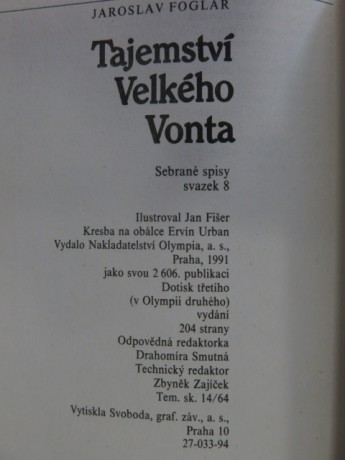 JAROSLAV FOGLAR
Tajemství
Velkého
Vonta
Sebrané spisy
svazek 8
Ilustroval Jan Fišer
Kresba na obálce Ervín Urban
Vydalo Nakladatelství Olympia, a. s.,
Praha, 1991
jako svou 2 606. publikaci
Dotisk třetího
(v Olympii druhého)
vydání
204 strany
Odpovědná redaktorka
Drahomíra Smutná
Technický redaktor
Zbyněk Zajíček
Tem. sk. 14/64
Vytiskla Svoboda, graf. záv., a. s.,
Praha 10
27-033-94